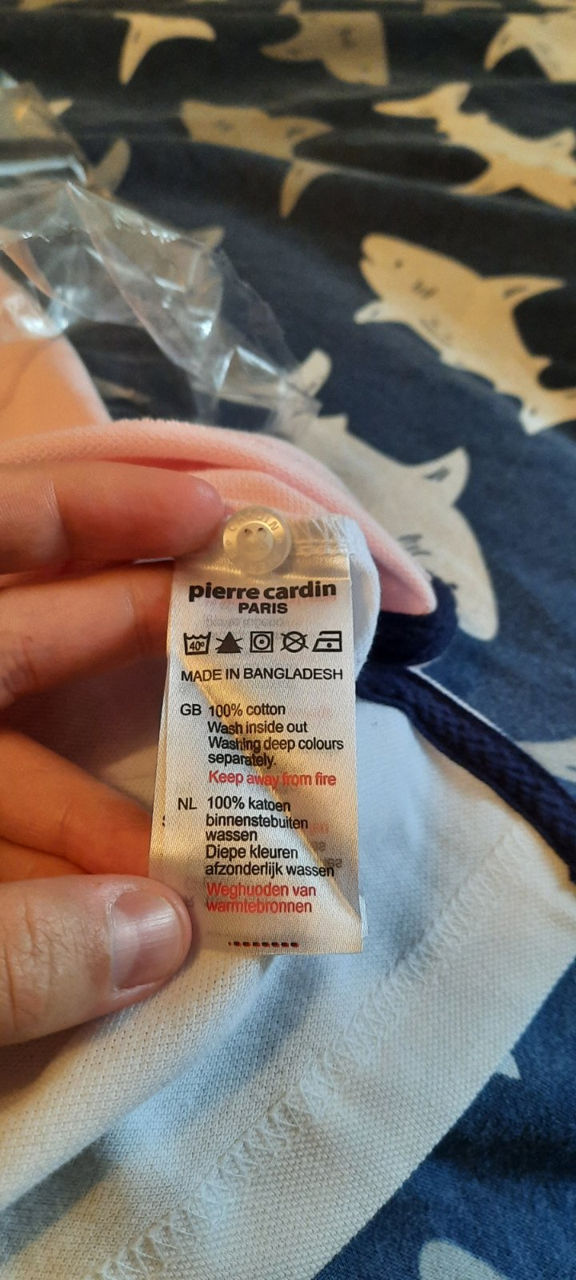 pierre cardin
PARIS
40°
MADE IN BANGLADESH
GB 100% cotton
Wash inside out
Washing deep colours
separately.
Keep away from fire
NL 100% katoen
binnenstebuiten
wassen
Diepe kleuren
afzonderlijk wassen
Weghuoden van
warmtebronnen